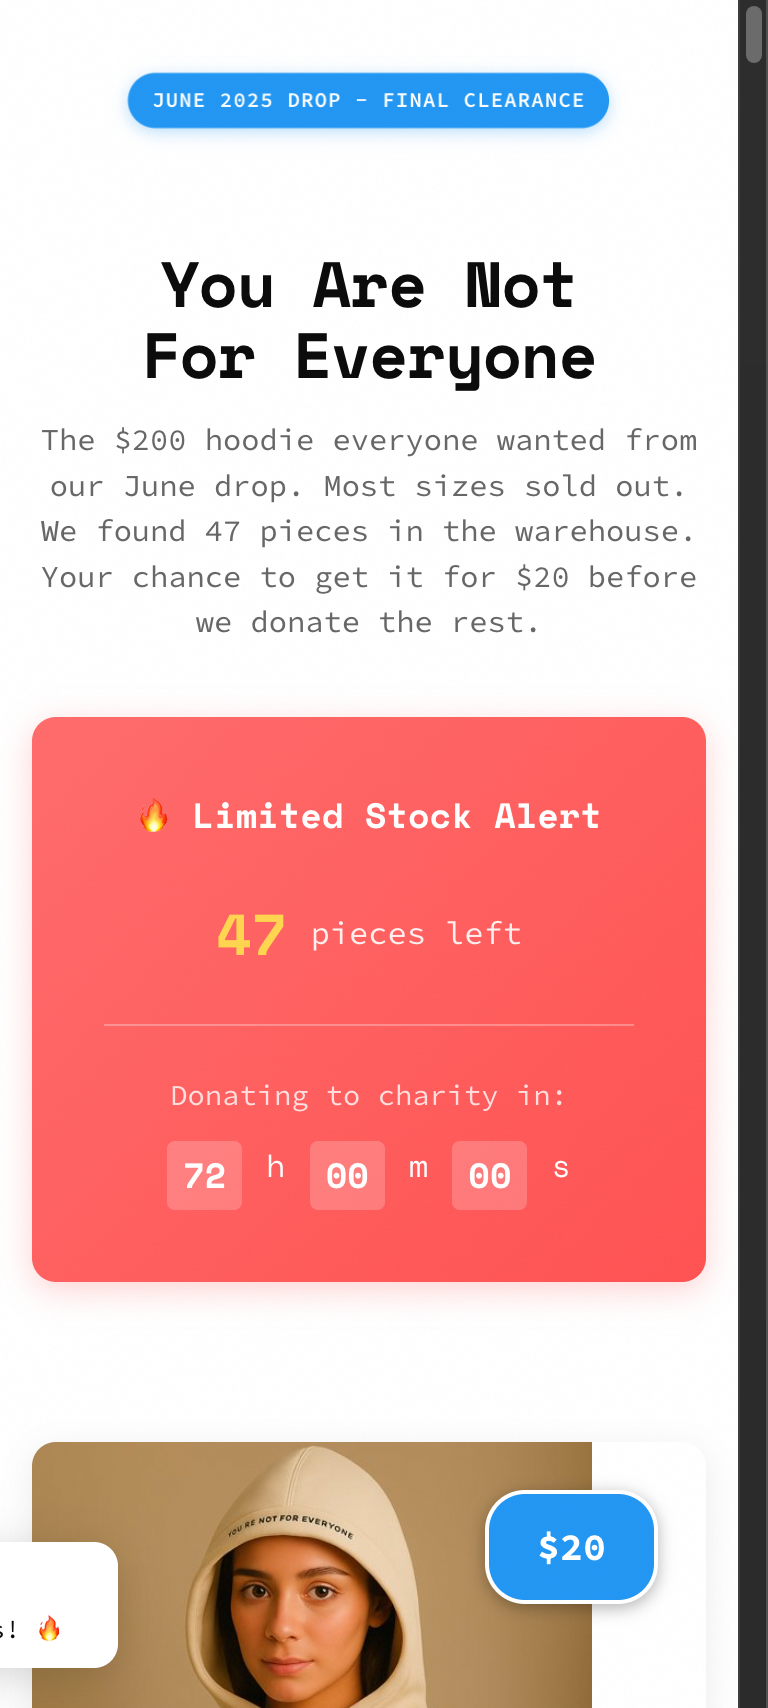 JUNE 2025 DROP – FINAL CLEARANCE
You Are Not
For Everyone
The $200 hoodie everyone wanted from
our June drop. Most sizes sold out.
We found 47 pieces in the warehouse.
Your chance to get it for $20 before
we donate the rest.
🔥 Limited Stock Alert
47 pieces left
Donating to charity in:
72 h 00 m 00 s
YOU'RE NOT FOR EVERYONE
$20
s! 🔥